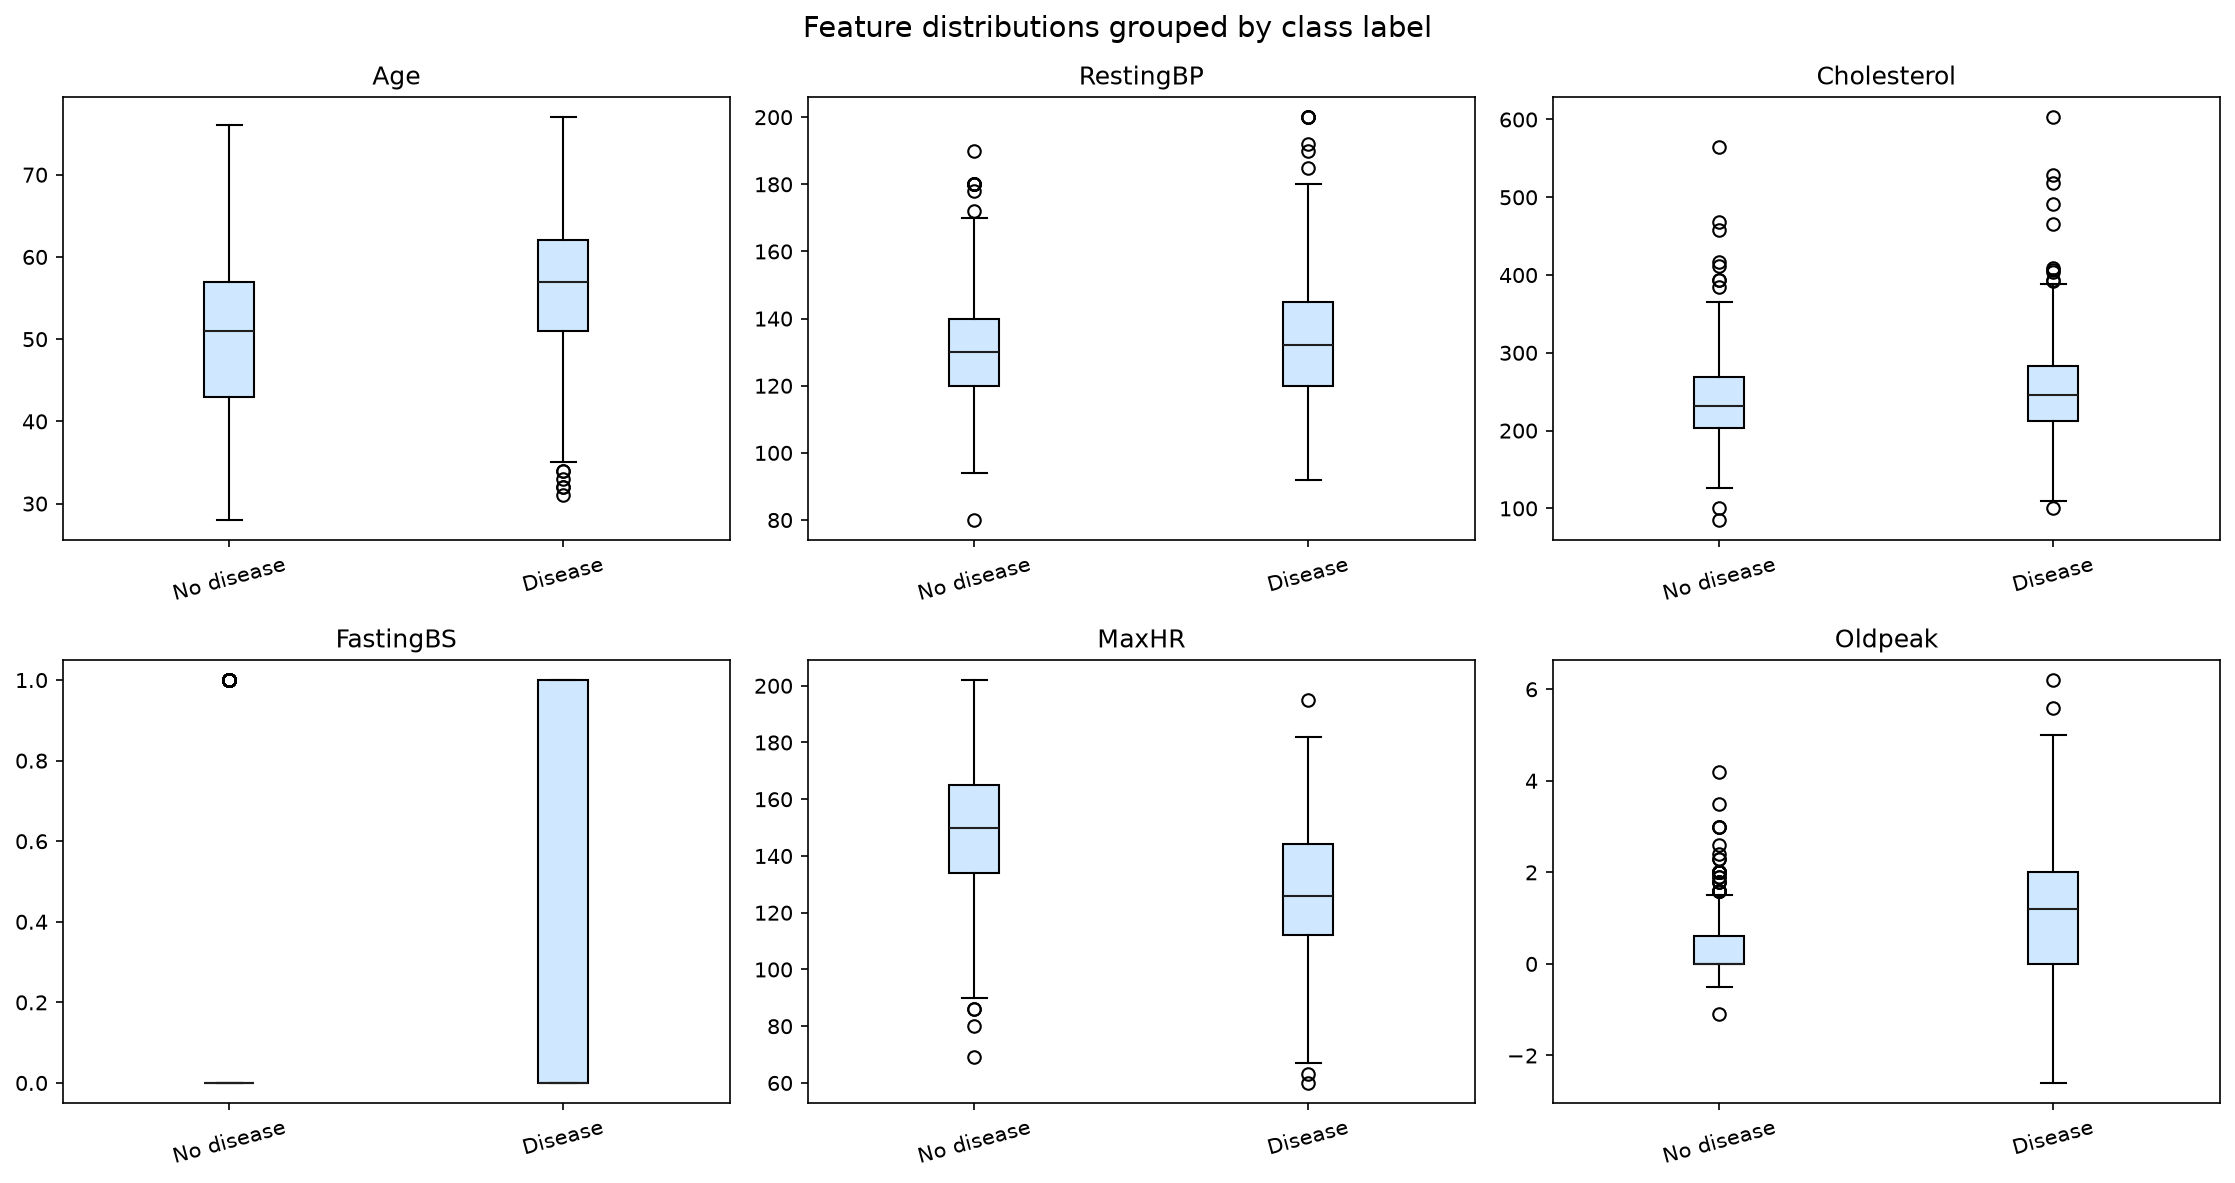 Feature distributions grouped by class label
Age
70
60
50
40
30
No disease
Disease
RestingBP
200
180
160
140
120
100
80
No disease
Disease
Cholesterol
600
500
400
300
200
100
No disease
Disease
FastingBS
1.0
0.8
0.6
0.4
0.2
0.0
No disease
Disease
MaxHR
200
180
160
140
120
100
80
60
No disease
Disease
Oldpeak
6
4
2
0
−2
No disease
Disease